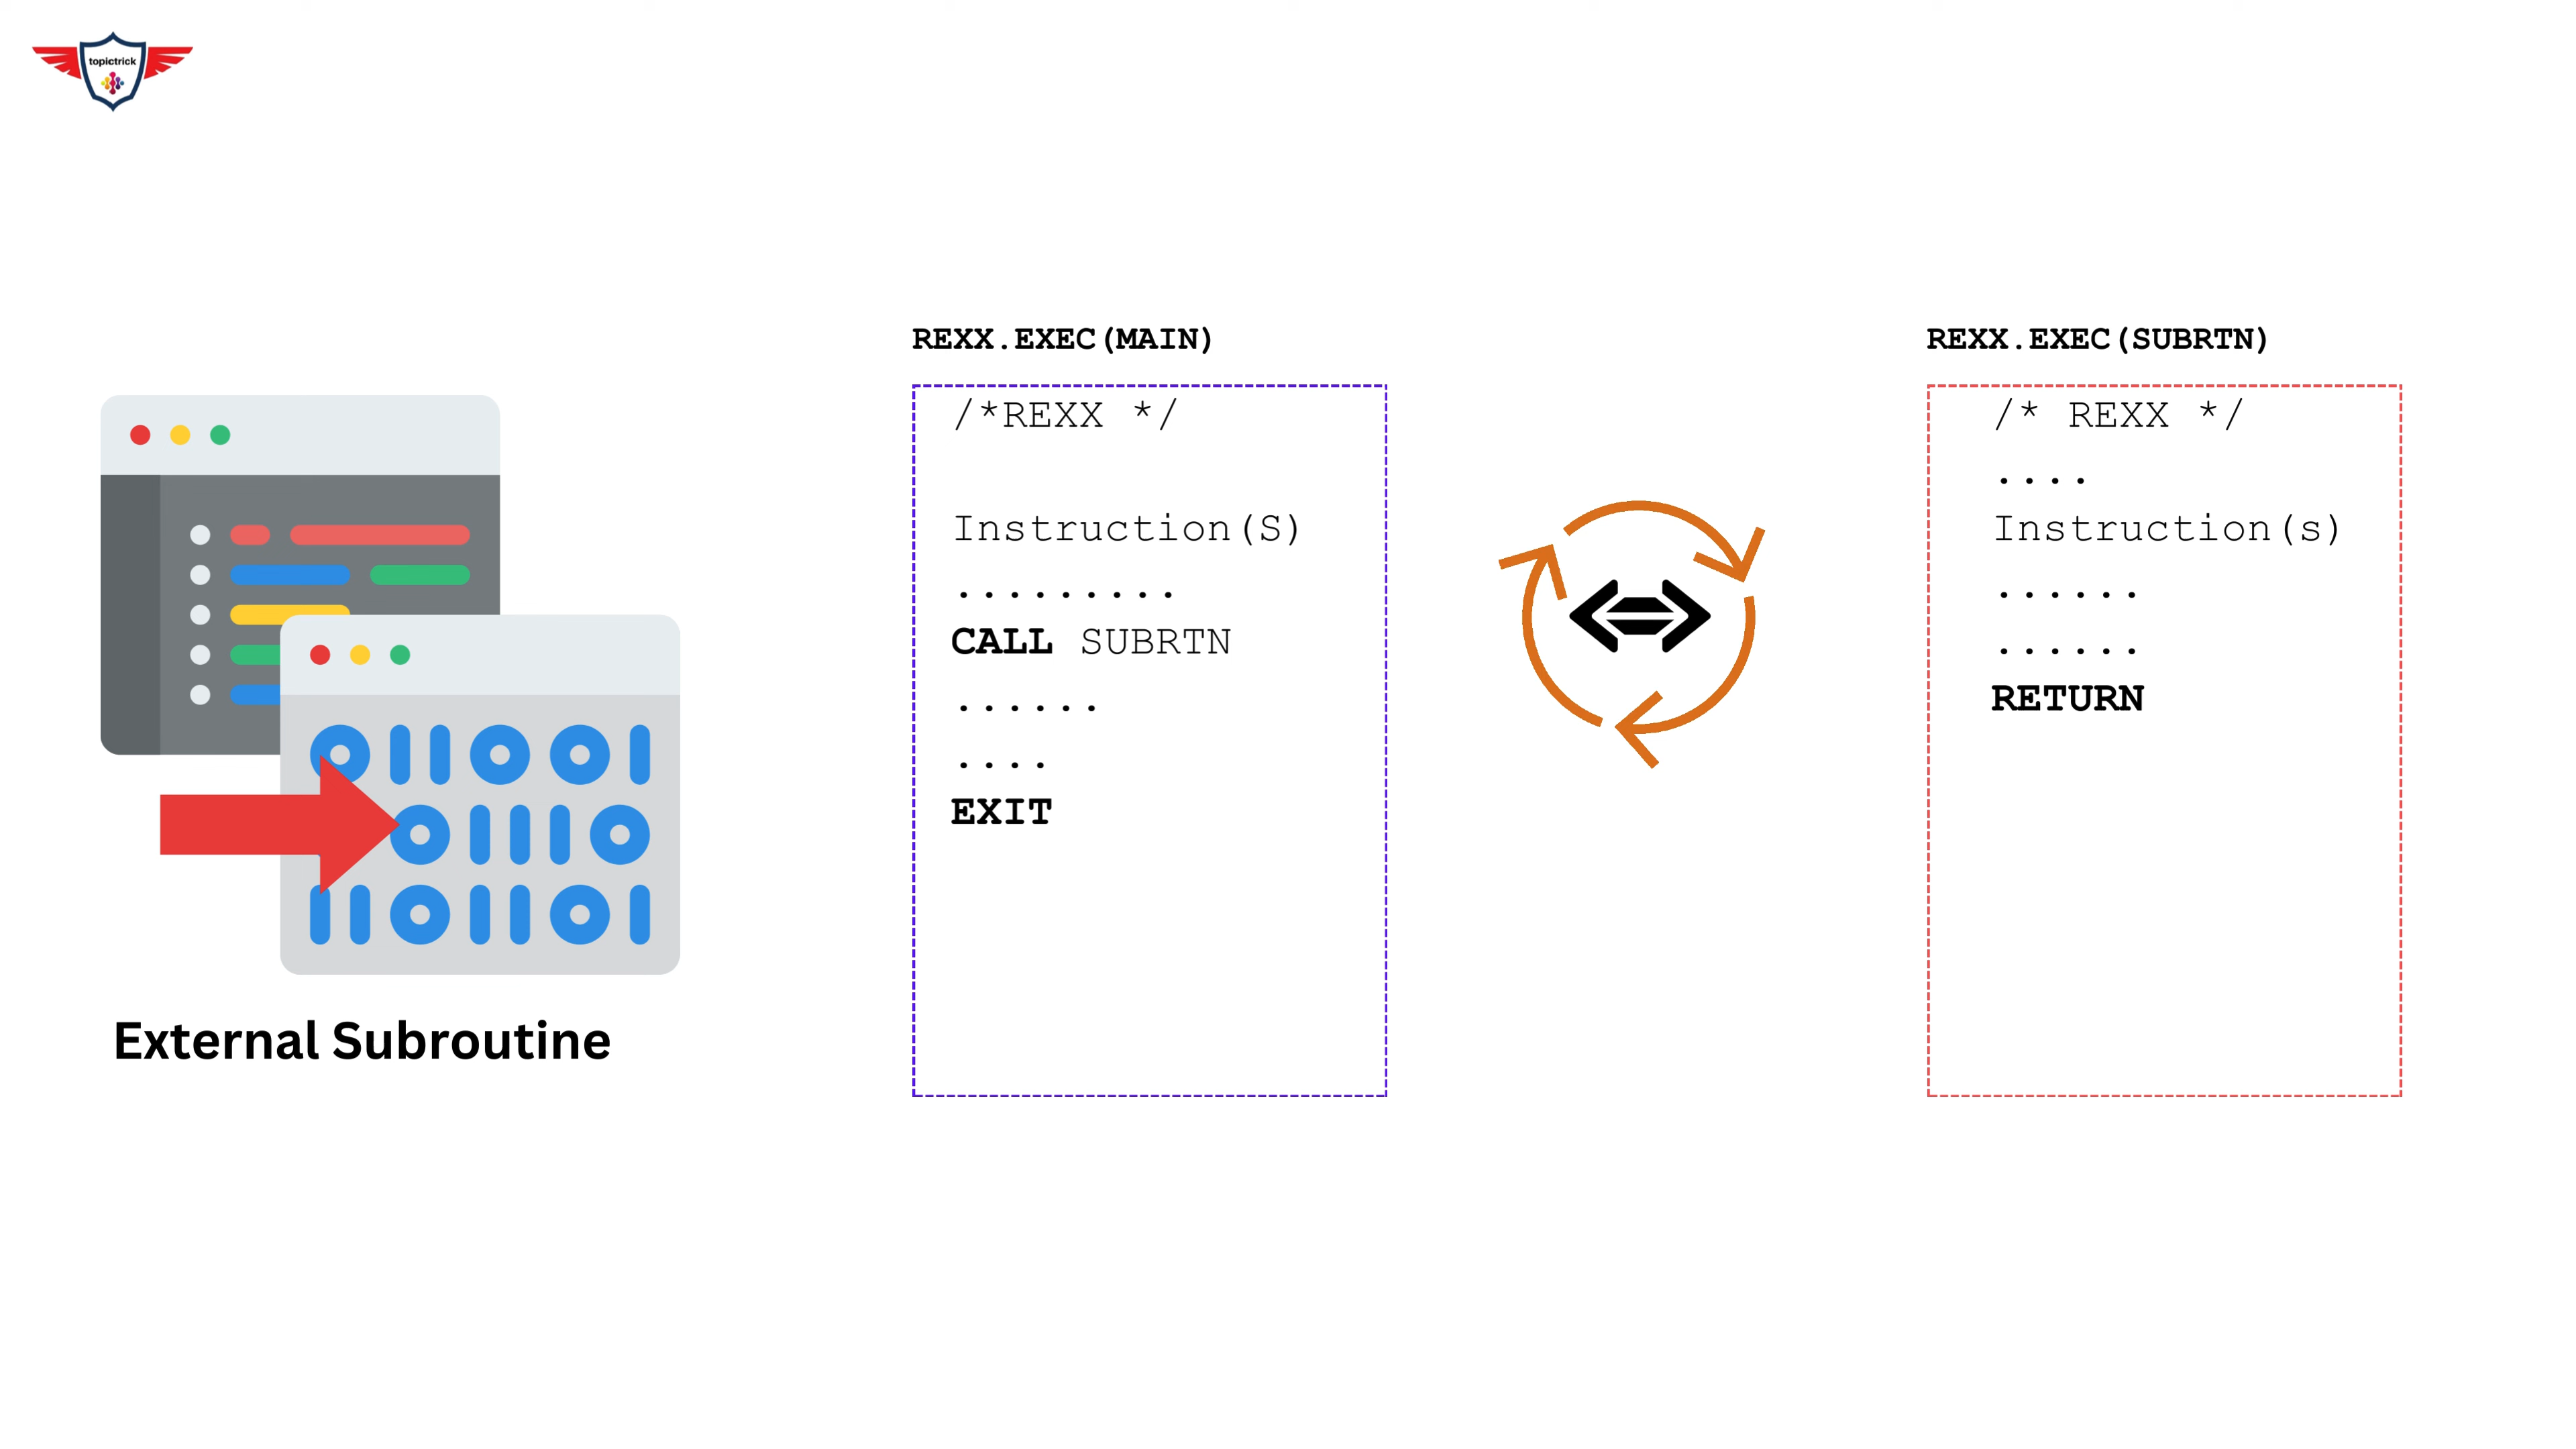 topictrick
External Subroutine
REXX.EXEC(MAIN)
/*REXX */
Instruction(S)
.........
CALL SUBRTN
......
....
EXIT
REXX.EXEC(SUBRTN)
/* REXX */
....
Instruction(s)
......
......
RETURN